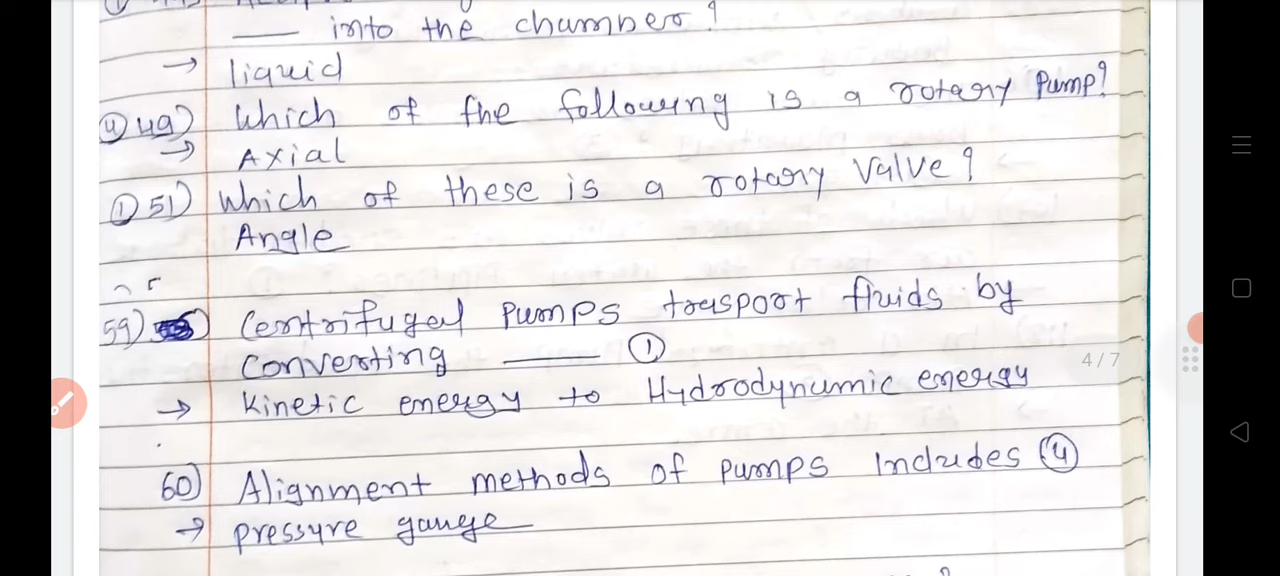 ___ into the chamber?
→ liquid
④ 49) Which of the following is a rotary Pump?
→ Axial
① 51) Which of these is a rotary Valve?
Angle
59) Centrifugal Pumps trasport fluids by
Converting ___ ①
4/7
→ Kinetic energy to Hydrodynamic energy
60) Alignment methods of pumps Includes ④
→ pressure gauge